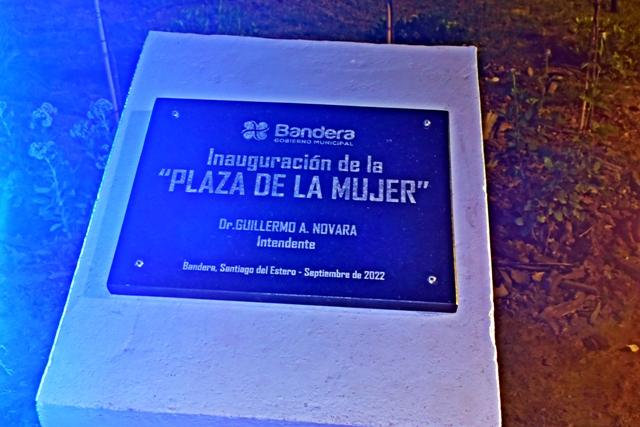 Bandera
GOBIERNO MUNICIPAL
Inauguración de la
"PLAZA DE LA MUJER"
Dr.GUILLERMO A. NOVARA
Intendente
Bandera, Santiago del Estero - Septiembre de 2022